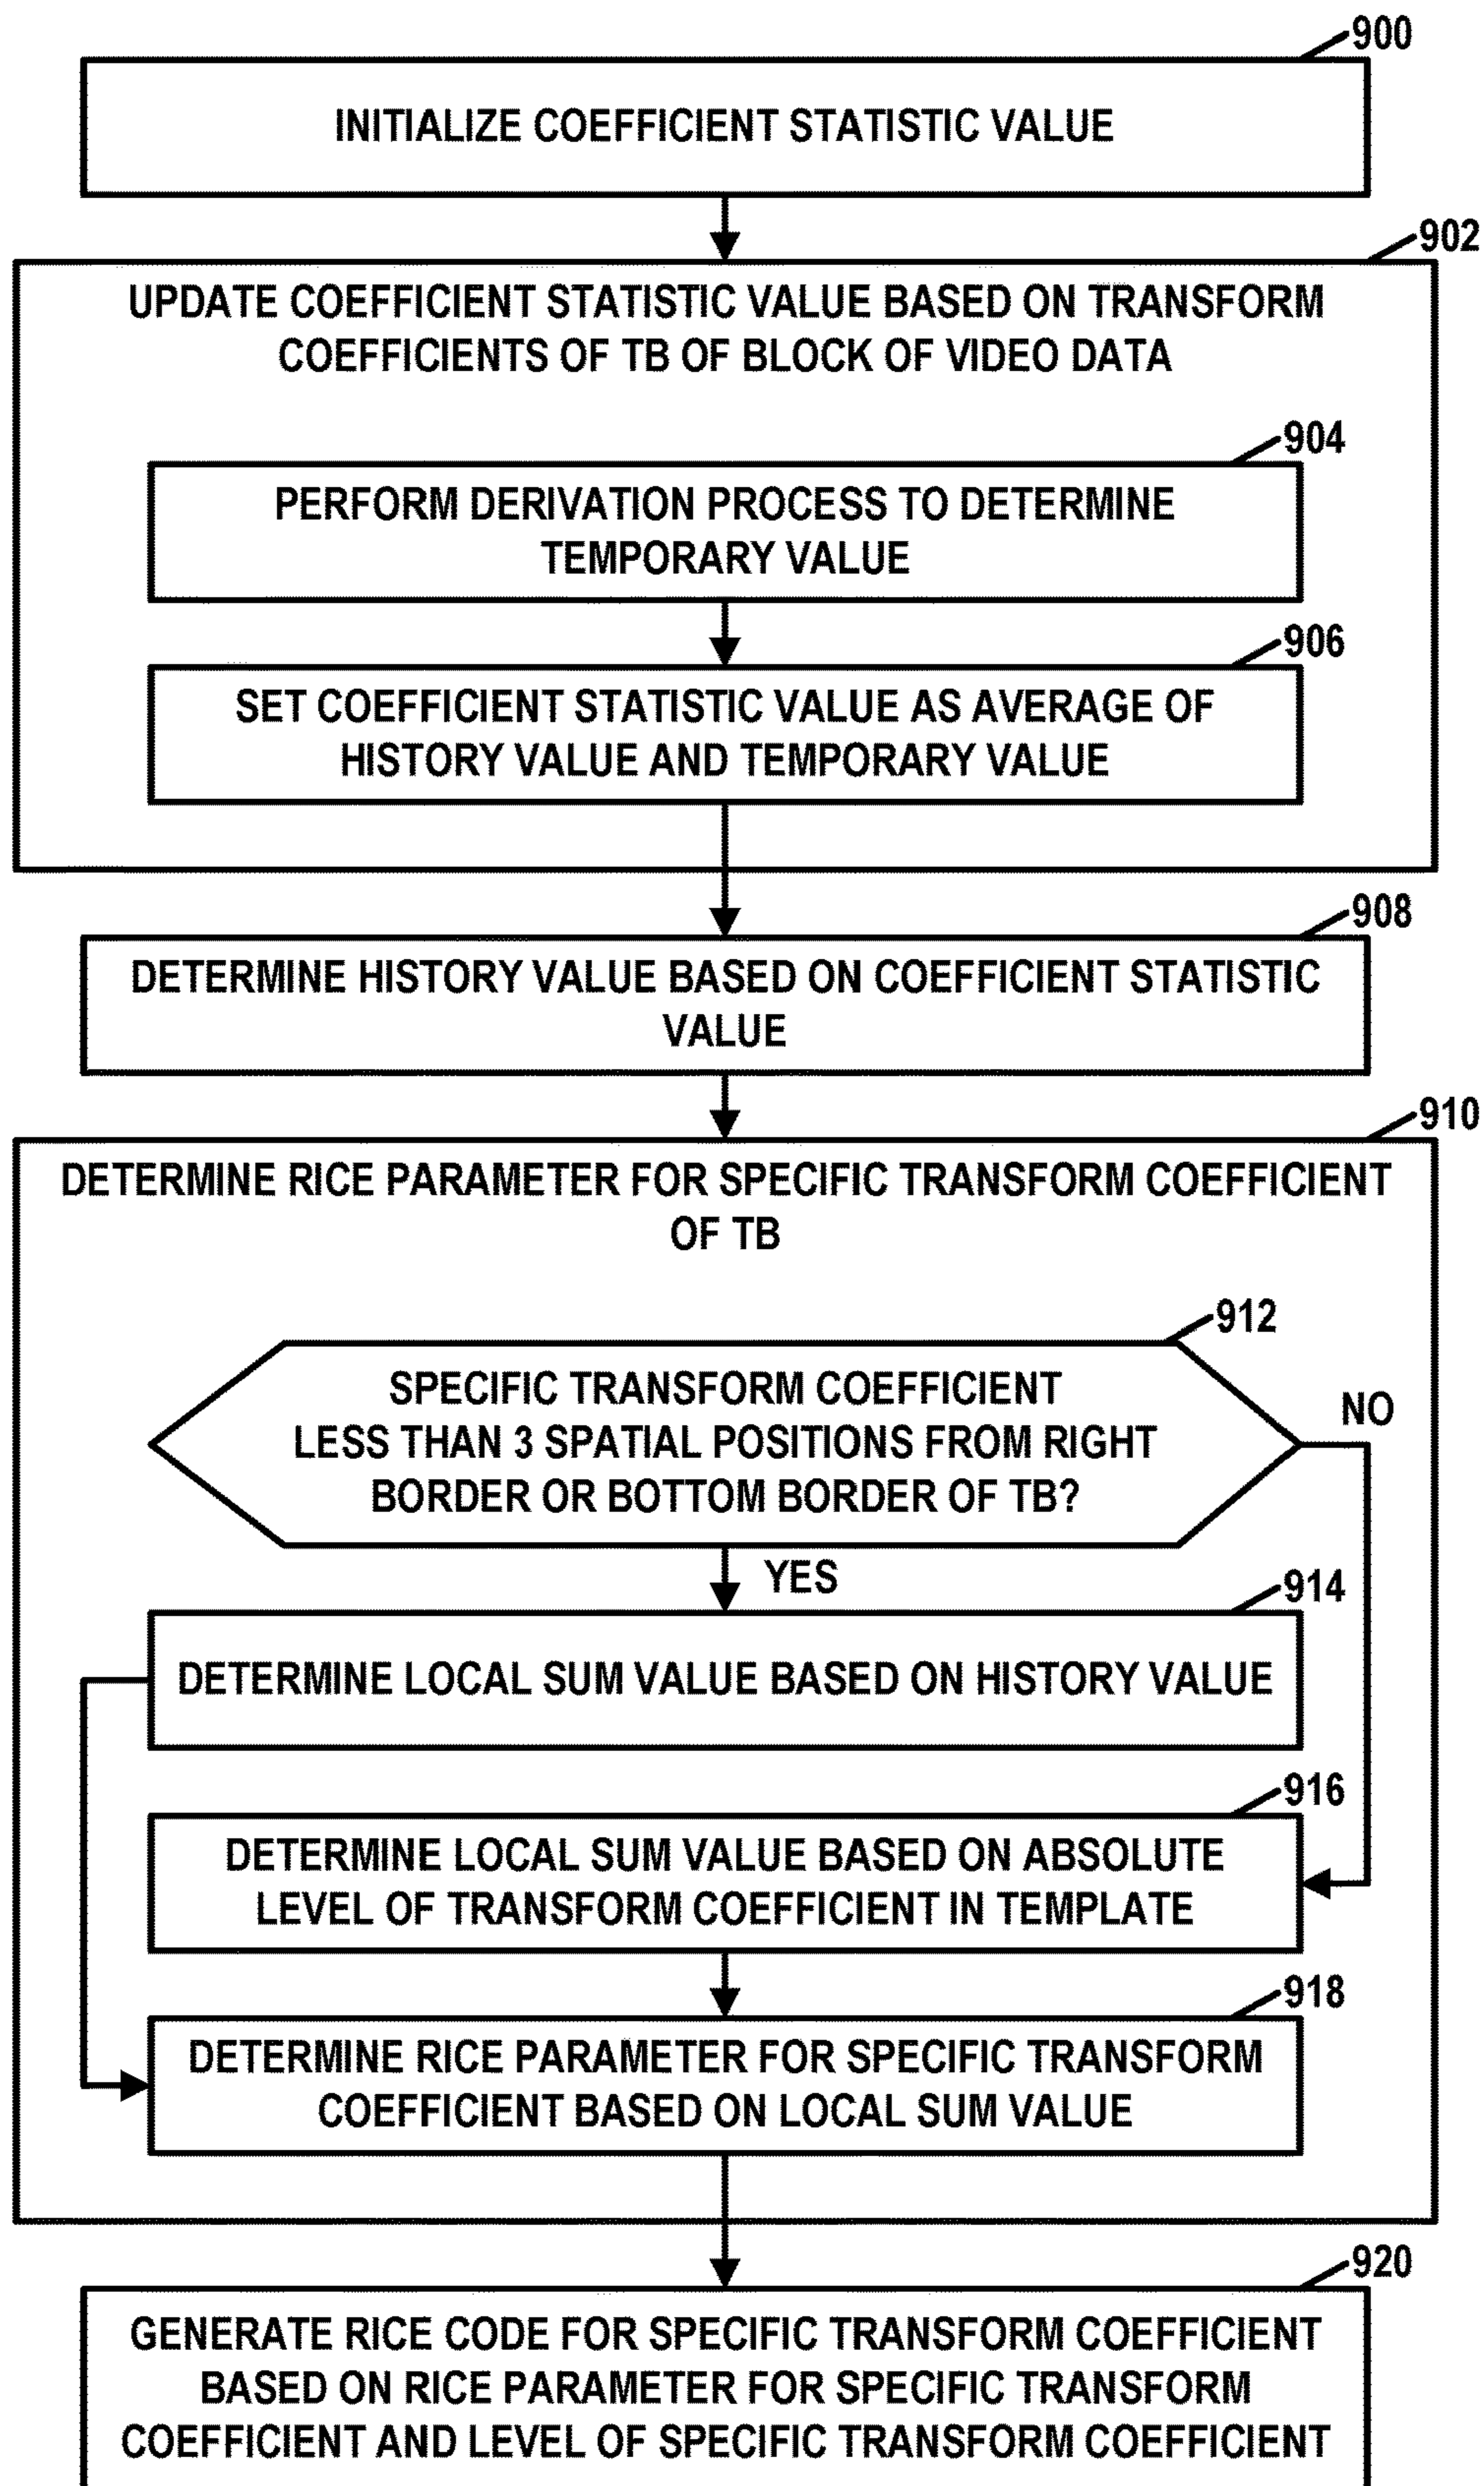 900
INITIALIZE COEFFICIENT STATISTIC VALUE
902
UPDATE COEFFICIENT STATISTIC VALUE BASED ON TRANSFORM
COEFFICIENTS OF TB OF BLOCK OF VIDEO DATA
904
PERFORM DERIVATION PROCESS TO DETERMINE
TEMPORARY VALUE
906
SET COEFFICIENT STATISTIC VALUE AS AVERAGE OF
HISTORY VALUE AND TEMPORARY VALUE
908
DETERMINE HISTORY VALUE BASED ON COEFFICIENT STATISTIC
VALUE
910
DETERMINE RICE PARAMETER FOR SPECIFIC TRANSFORM COEFFICIENT
OF TB
912
SPECIFIC TRANSFORM COEFFICIENT
LESS THAN 3 SPATIAL POSITIONS FROM RIGHT
BORDER OR BOTTOM BORDER OF TB?
NO
YES
914
DETERMINE LOCAL SUM VALUE BASED ON HISTORY VALUE
916
DETERMINE LOCAL SUM VALUE BASED ON ABSOLUTE
LEVEL OF TRANSFORM COEFFICIENT IN TEMPLATE
918
DETERMINE RICE PARAMETER FOR SPECIFIC TRANSFORM
COEFFICIENT BASED ON LOCAL SUM VALUE
920
GENERATE RICE CODE FOR SPECIFIC TRANSFORM COEFFICIENT
BASED ON RICE PARAMETER FOR SPECIFIC TRANSFORM
COEFFICIENT AND LEVEL OF SPECIFIC TRANSFORM COEFFICIENT